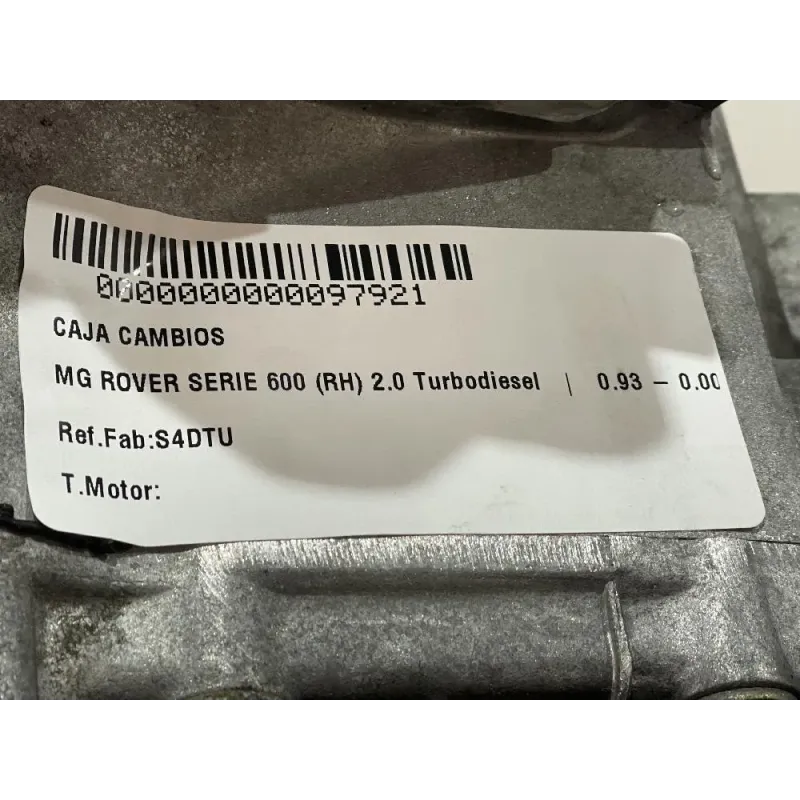 0000000000097921
CAJA CAMBIOS
MG ROVER SERIE 600 (RH) 2.0 Turbodiesel | 0.93 - 0.00
Ref.Fab:S4DTU
T.Motor: